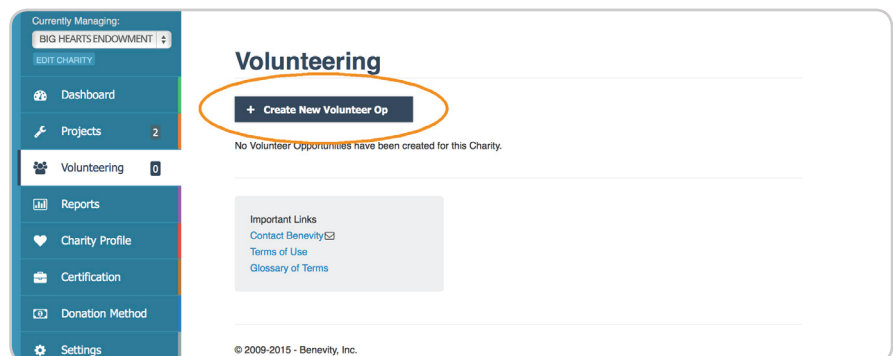 Currently Managing:
BIG HEARTS ENDOWMENT
EDIT CHARITY
Dashboard
Projects 2
Volunteering 0
Reports
Charity Profile
Certification
Donation Method
Settings
Volunteering
+ Create New Volunteer Op
No Volunteer Opportunities have been created for this Charity.
Important Links
Contact Benevity
Terms of Use
Glossary of Terms
© 2009-2015 - Benevity, Inc.